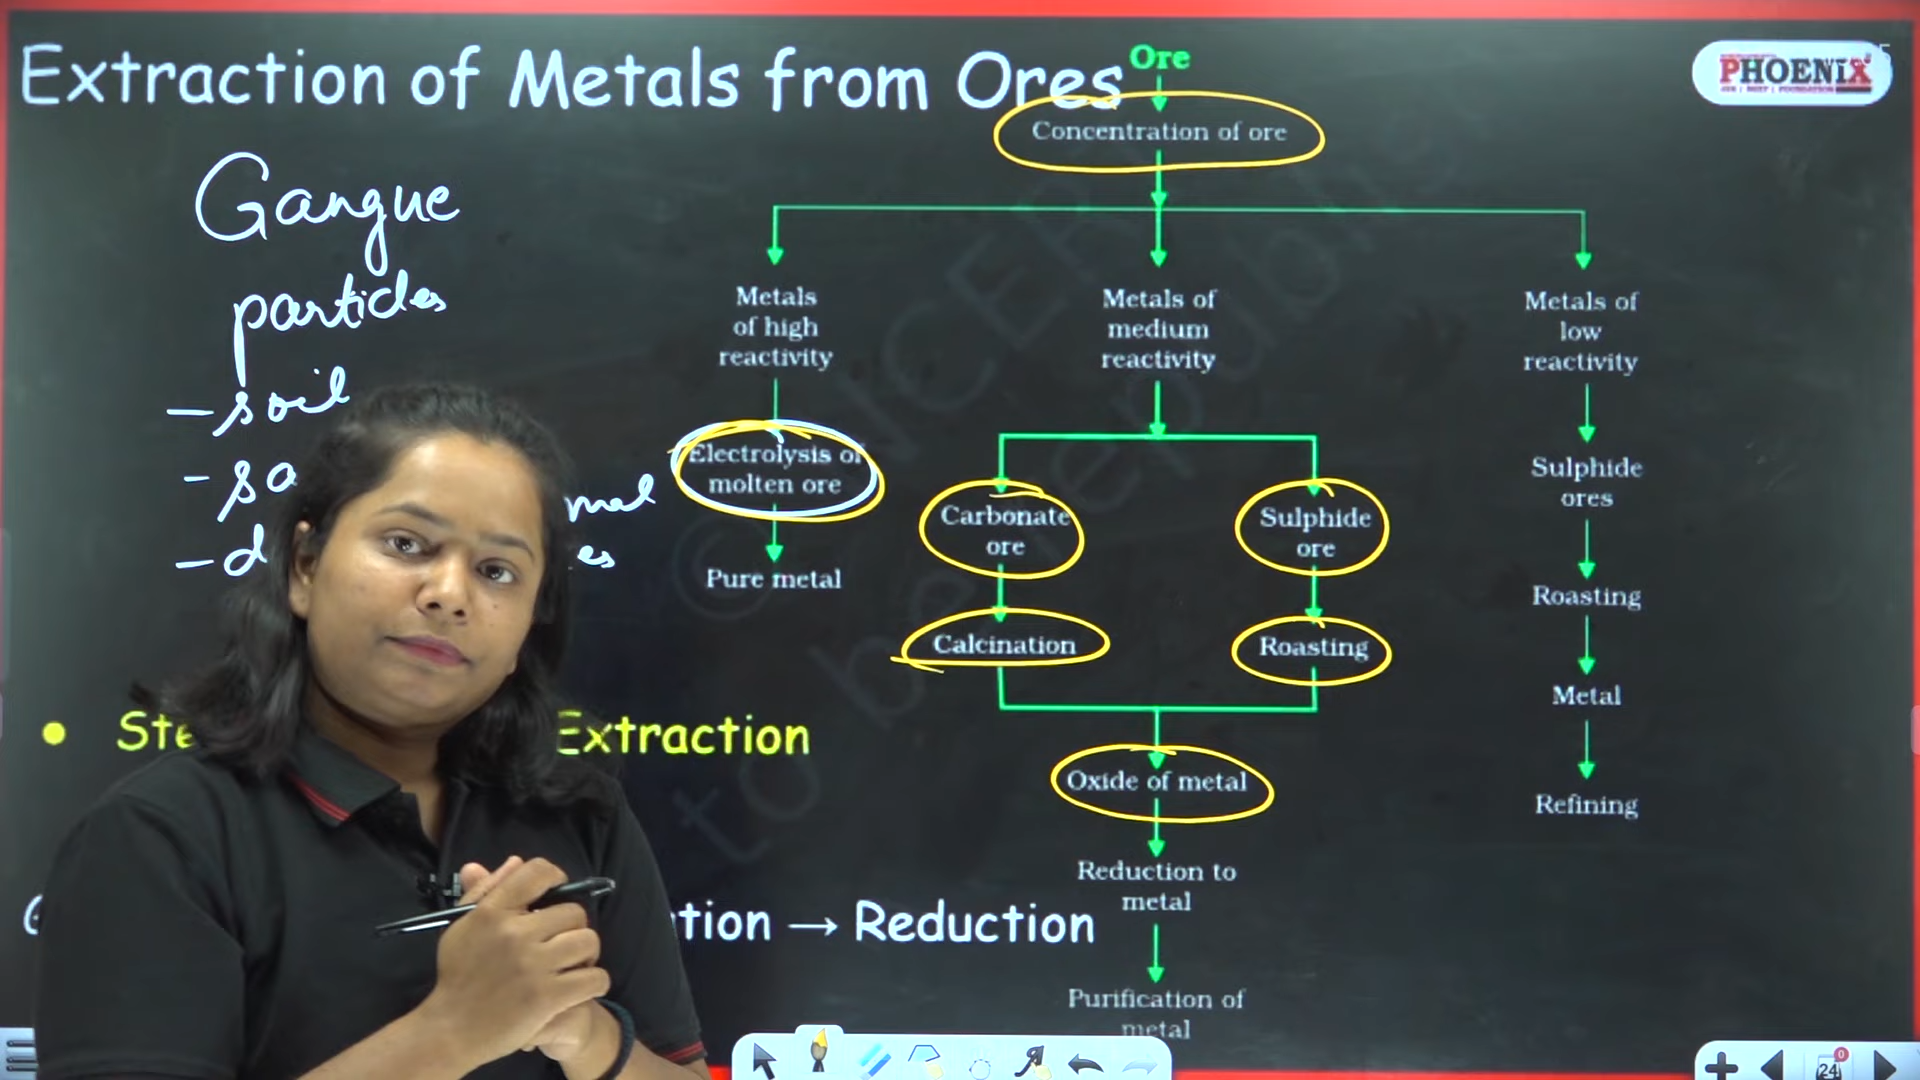 Extraction of Metals from Ores
Ore
PHOENIX
Concentration of ore
Gangue
particles
- soil
Metals
of high
reactivity
Metals of
medium
reactivity
Metals of
low
reactivity
Electrolysis of
molten ore
Pure metal
Carbonate
ore
Calcination
Sulphide
ore
Roasting
Sulphide
ores
Roasting
Metal
Refining
Oxide of metal
Reduction to
metal
Purification of
metal
Extraction
→ Reduction
24
0